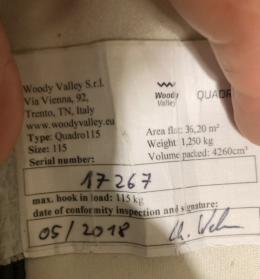 Woody Valley S.r.l.
Via Vienna, 92,
Trento, TN, Italy
www.woodyvalley.eu
Type: Quadro115
Size: 115
Serial number:
Woody
Valley
QUADR
Area flat: 36,20 m²
Weight: 1,250 kg
Volume packed: 4260cm³
17267
max. hook in load: 115 kg
date of conformity inspection and signature:
05/2018